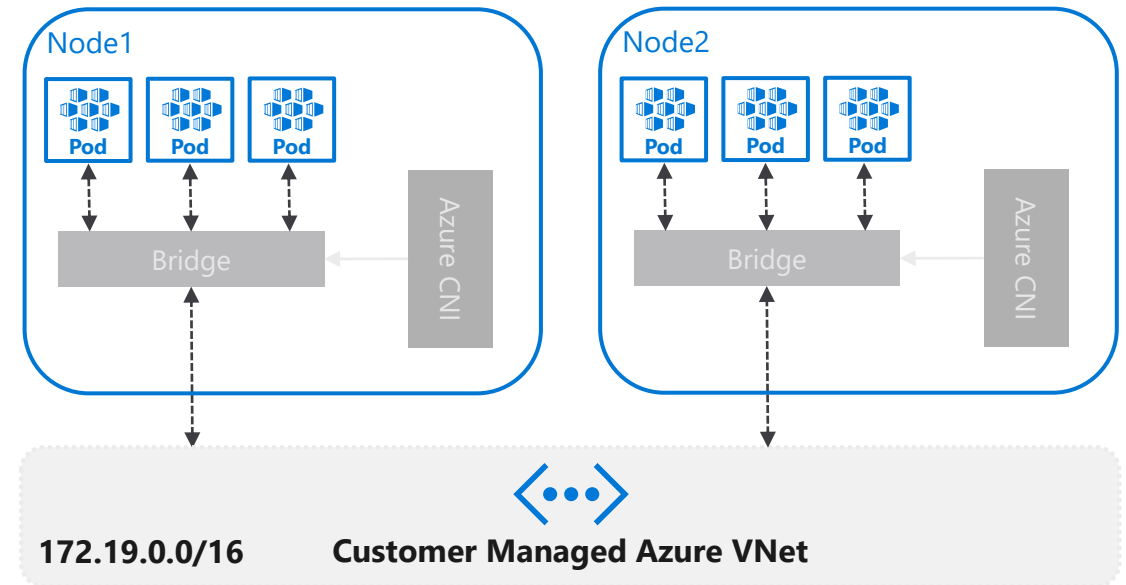 Node1
Pod Pod Pod
Bridge
Azure CNI
Node2
Pod Pod Pod
Bridge
Azure CNI
172.19.0.0/16 Customer Managed Azure VNet